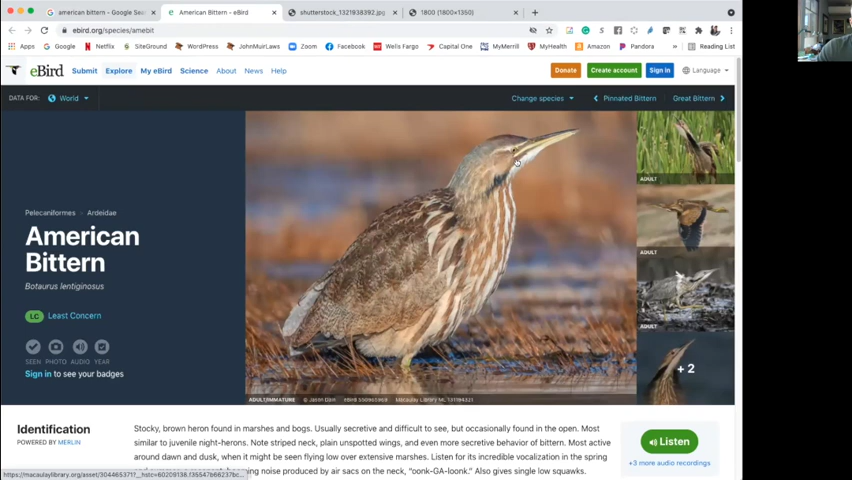 american bittern - Google Sea
American Bittern - eBird
shutterstock_1321938392.jpg
1800 (1800×1350)
ebird.org/species/amebit
Apps
Google
Netflix
SiteGround
WordPress
JohnMuirLaws
Zoom
Facebook
Wells Fargo
Capital One
MyMerrill
MyHealth
Amazon
Pandora
»
Reading List
eBird
Submit
Explore
My eBird
Science
About
News
Help
Donate
Create account
Sign in
Language
DATA FOR:
World
Change species
Pinnated Bittern
Great Bittern
ADULT
Pelecaniformes
Ardeidae
American
Bittern
Botaurus lentiginosus
LC
Least Concern
ADULT
ADULT
SEEN
PHOTO
AUDIO
YEAR
Sign in to see your badges
+ 2
ADULT/IMMATURE
Identification
POWERED BY MERLIN
Stocky, brown heron found in marshes and bogs. Usually secretive and difficult to see, but occasionally found in the open. Most
similar to juvenile night-herons. Note striped neck, plain unspotted wings, and even more secretive behavior of bittern. Most active
around dawn and dusk, when it might be seen flying low over extensive marshes. Listen for its incredible vocalization in the spring
noise produced by air sacs on the neck, "oonk-GA-loonk." Also gives single low squawks.
Listen
+3 more audio recordings